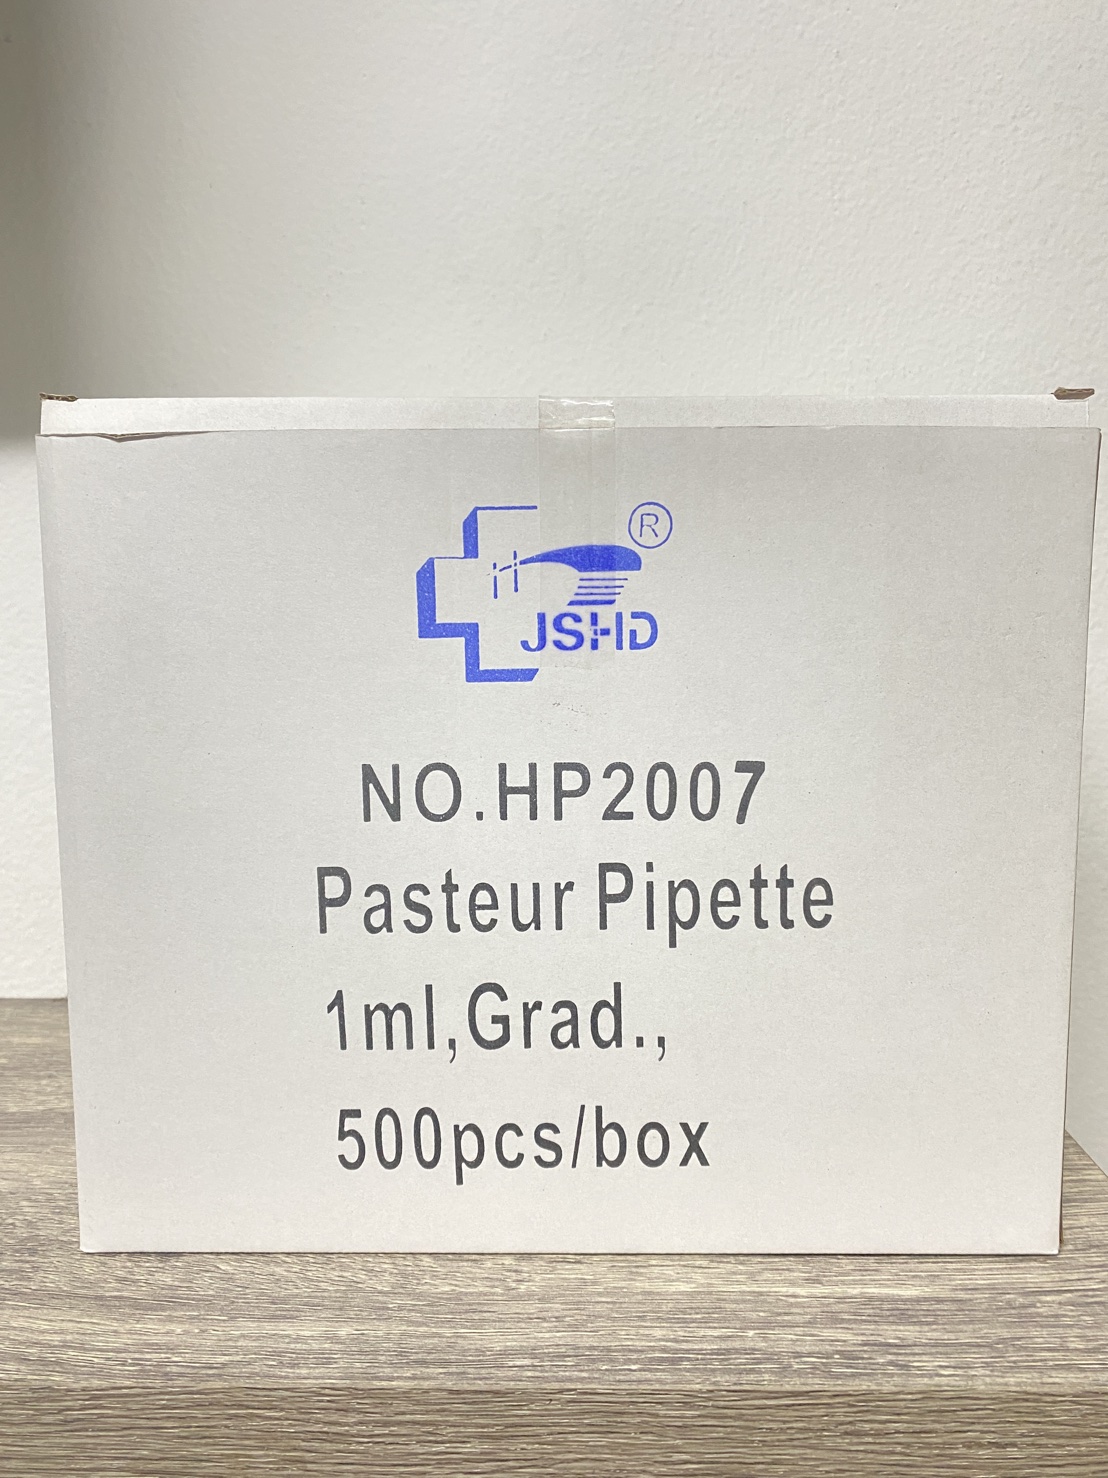 H
®
JSHD
NO.HP2007
Pasteur Pipette
1ml,Grad.,
500pcs/box